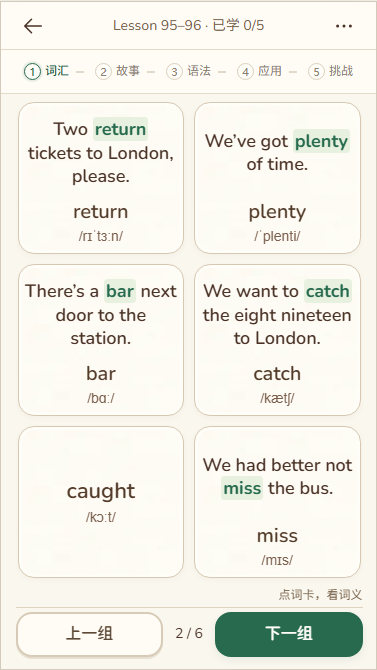 Lesson 95–96 · 已学 0/5
1 词汇 – 2 故事 – 3 语法 – 4 应用 – 5 挑战
Two return
tickets to London,
please.
return
/rɪˈtɜːn/
We’ve got plenty
of time.
plenty
/ˈplenti/
There’s a bar next
door to the
station.
bar
/bɑː/
We want to catch
the eight nineteen
to London.
catch
/kætʃ/
caught
/kɔːt/
We had better not
miss the bus.
miss
/mɪs/
点词卡，看词义
上一组
2 / 6
下一组